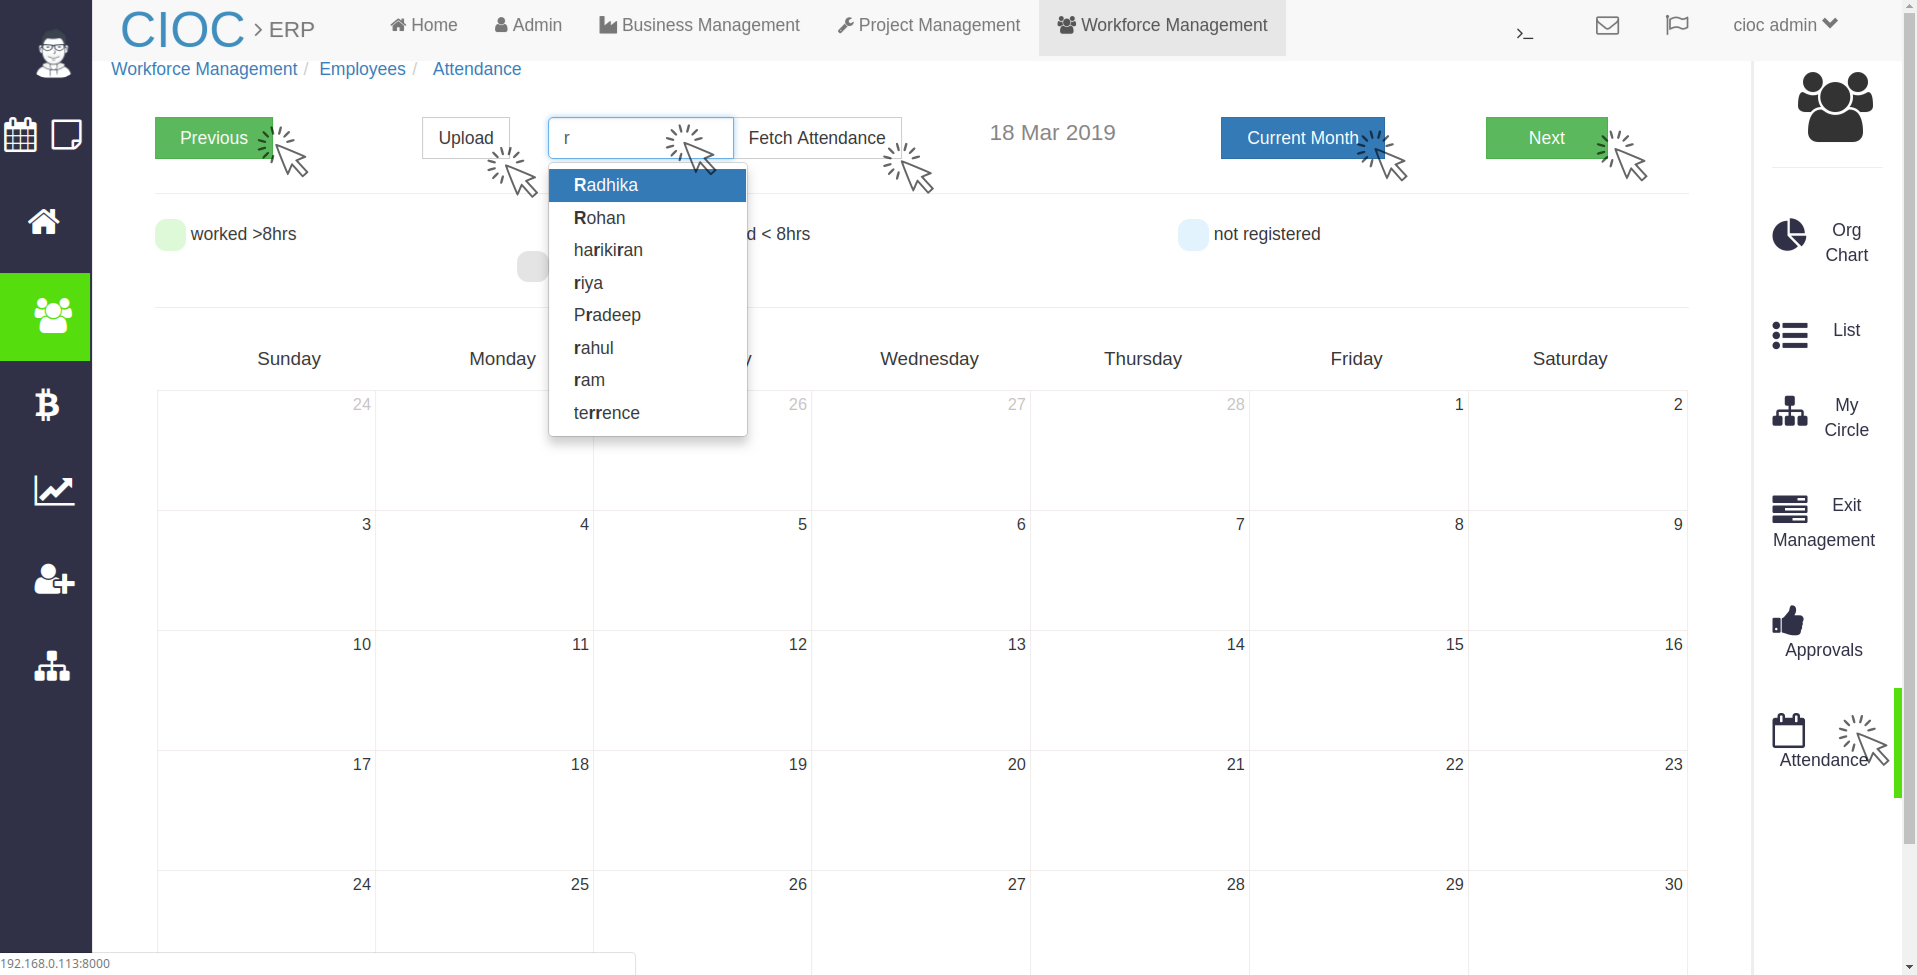 CIOC > ERP
Home
Admin
Business Management
Project Management
Workforce Management
>_
cioc admin
Workforce Management / Employees / Attendance
Previous
Upload
r
Fetch Attendance
18 Mar 2019
Current Month
Next
Radhika
Rohan
harikiran
riya
Pradeep
rahul
ram
terrence
worked >8hrs
d < 8hrs
not registered
Sunday
Monday
y
Wednesday
Thursday
Friday
Saturday
24
26
27
28
1
2
3
4
5
6
7
8
9
10
11
12
13
14
15
16
17
18
19
20
21
22
23
24
25
26
27
28
29
30
Org
Chart
List
My
Circle
Exit
Management
Approvals
Attendance
192.168.0.113:8000